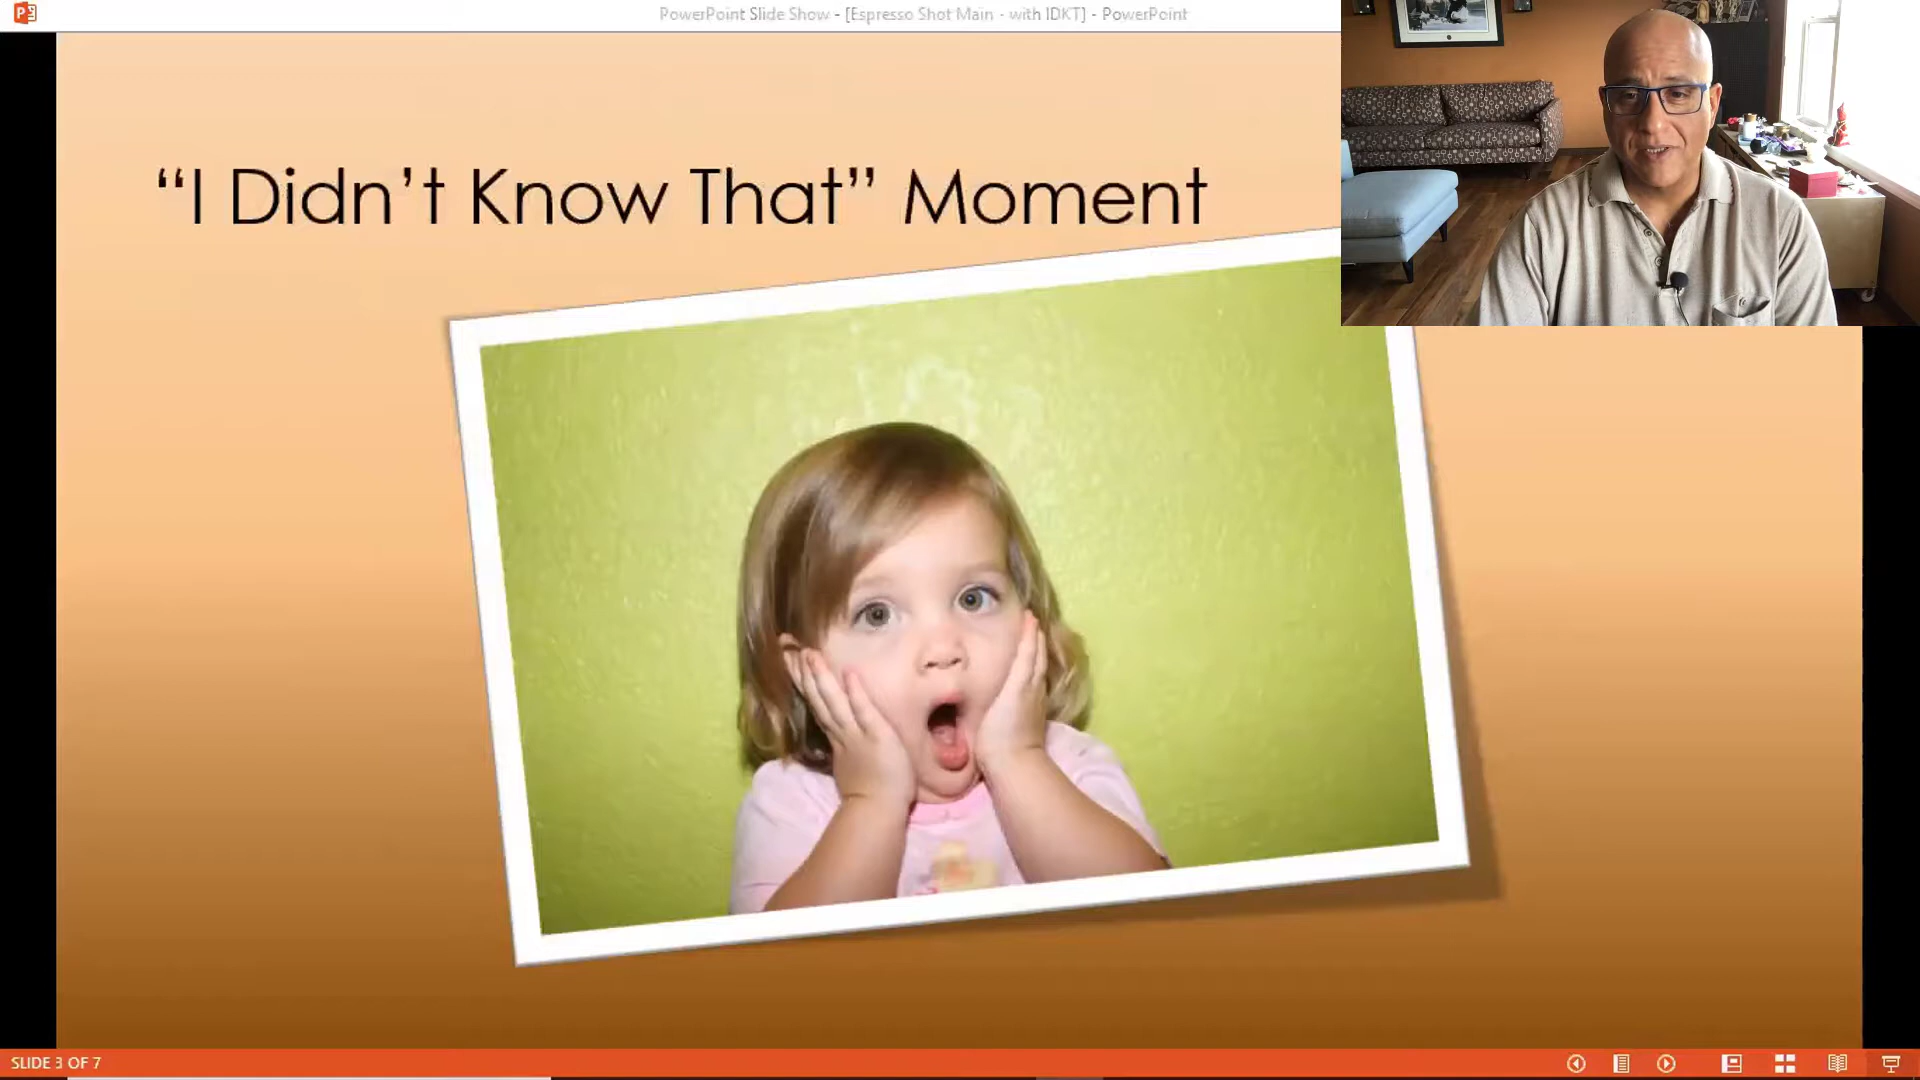 PowerPoint Slide Show - [Espresso Shot Main - with IDKT] - PowerPoint
“I Didn’t Know That” Moment
SLIDE 3 OF 7